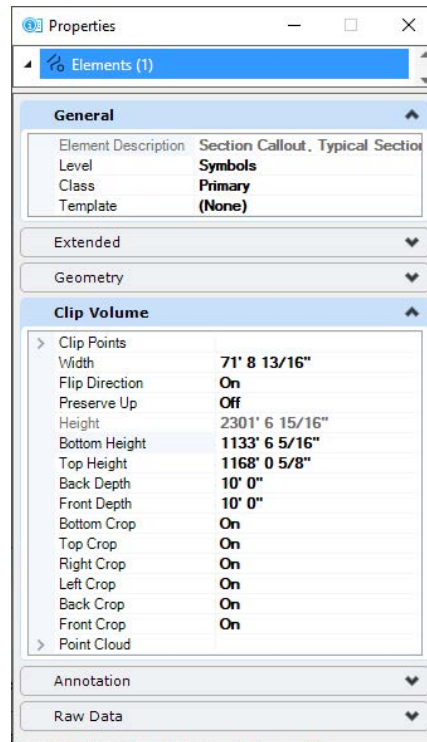 Properties
Elements (1)
General
Element Description Section Callout, Typical Section
Level Symbols
Class Primary
Template (None)
Extended
Geometry
Clip Volume
Clip Points
Width 71' 8 13/16"
Flip Direction On
Preserve Up Off
Height 2301' 6 15/16"
Bottom Height 1133' 6 5/16"
Top Height 1168' 0 5/8"
Back Depth 10' 0"
Front Depth 10' 0"
Bottom Crop On
Top Crop On
Right Crop On
Left Crop On
Back Crop On
Front Crop On
Point Cloud
Annotation
Raw Data